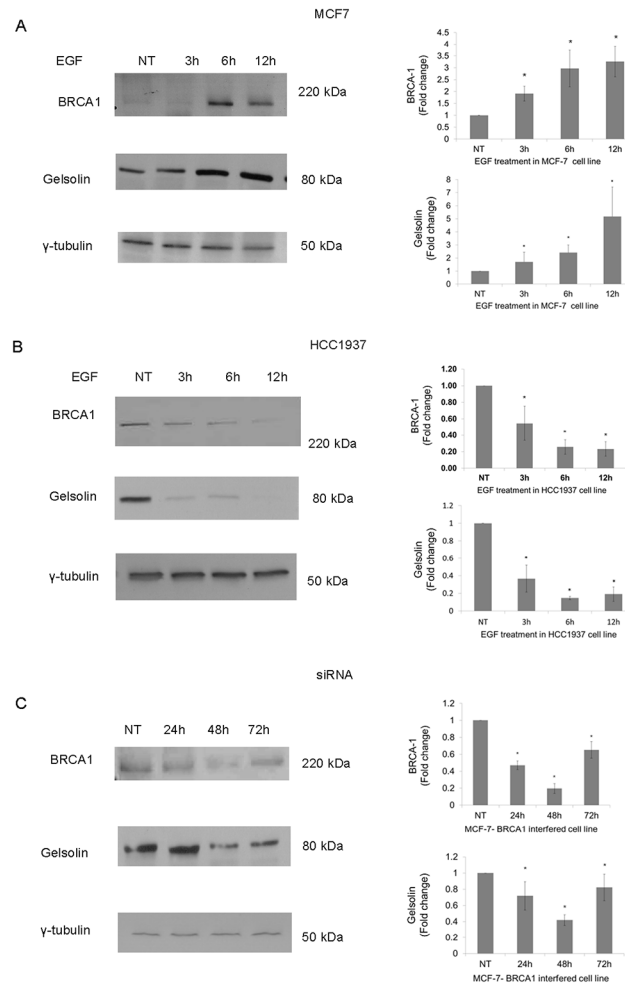 A
MCF7
EGF NT 3h 6h 12h
BRCA1
220 kDa
Gelsolin
80 kDa
γ-tubulin
50 kDa
BRCA-1
(Fold change)
4.5
4
3.5
3
2.5
2
1.5
1
0.5
0
* * *
NT 3h 6h 12h
EGF treatment in MCF-7 cell line
Gelsolin
(Fold change)
8
7
6
5
4
3
2
1
0
* * *
NT 3h 6h 12h
EGF treatment in MCF-7 cell line
B
HCC1937
EGF NT 3h 6h 12h
BRCA1
220 kDa
Gelsolin
80 kDa
γ-tubulin
50 kDa
BRCA-1
(Fold change)
1.20
1.00
0.80
0.60
0.40
0.20
0.00
* * *
NT 3h 6h 12h
EGF treatment in HCC1937 cell line
Gelsolin
(Fold change)
1.2
1
0.8
0.6
0.4
0.2
0
* * *
NT 3h 6h 12h
EGF treatment in HCC1937 cell line
C
siRNA
NT 24h 48h 72h
BRCA1
220 kDa
Gelsolin
80 kDa
γ-tubulin
50 kDa
BRCA-1
(Fold change)
1.2
1
0.8
0.6
0.4
0.2
0
* * *
NT 24h 48h 72h
MCF-7- BRCA1 interfered cell line
Gelsolin
(Fold change)
1.2
1
0.8
0.6
0.4
0.2
0
* * *
NT 24h 48h 72h
MCF-7- BRCA1 interfered cell line